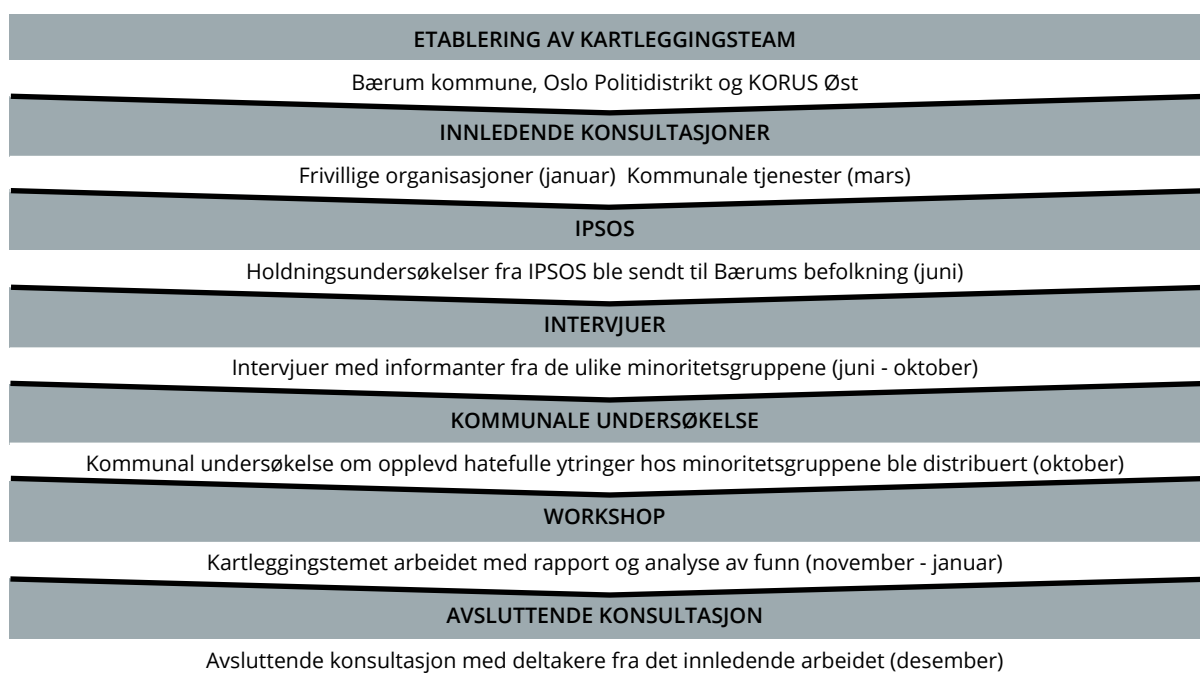 ETABLERING AV KARTLEGGINGSTEAM
Bærum kommune, Oslo Politidistrikt og KORUS Øst
INNLEDENDE KONSULTASJONER
Frivillige organisasjoner (januar)  Kommunale tjenester (mars)
IPSOS
Holdningsundersøkelser fra IPSOS ble sendt til Bærums befolkning (juni)
INTERVJUER
Intervjuer med informanter fra de ulike minoritetsgruppene (juni - oktober)
KOMMUNALE UNDERSØKELSE
Kommunal undersøkelse om opplevd hatefulle ytringer hos minoritetsgruppene ble distribuert (oktober)
WORKSHOP
Kartleggingstemet arbeidet med rapport og analyse av funn (november - januar)
AVSLUTTENDE KONSULTASJON
Avsluttende konsultasjon med deltakere fra det innledende arbeidet (desember)